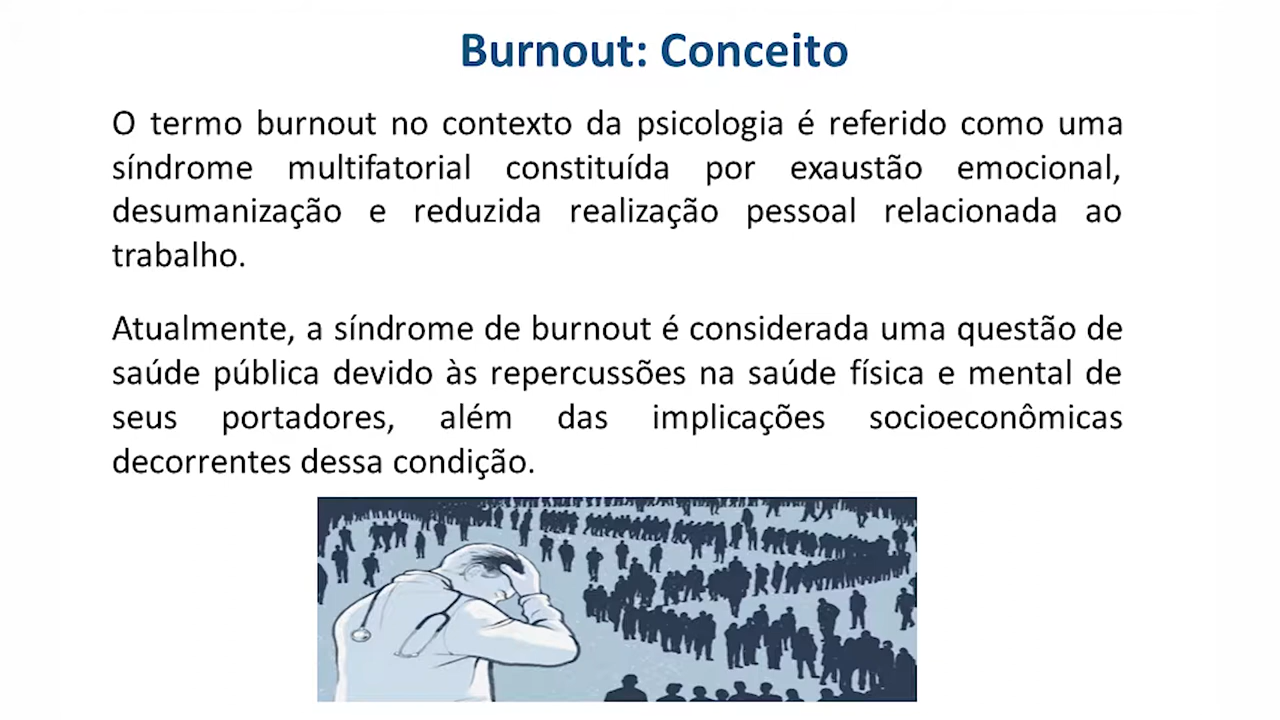 Burnout: Conceito
O termo burnout no contexto da psicologia é referido como uma
síndrome multifatorial constituída por exaustão emocional,
desumanização e reduzida realização pessoal relacionada ao
trabalho.
Atualmente, a síndrome de burnout é considerada uma questão de
saúde pública devido às repercussões na saúde física e mental de
seus portadores, além das implicações socioeconômicas
decorrentes dessa condição.